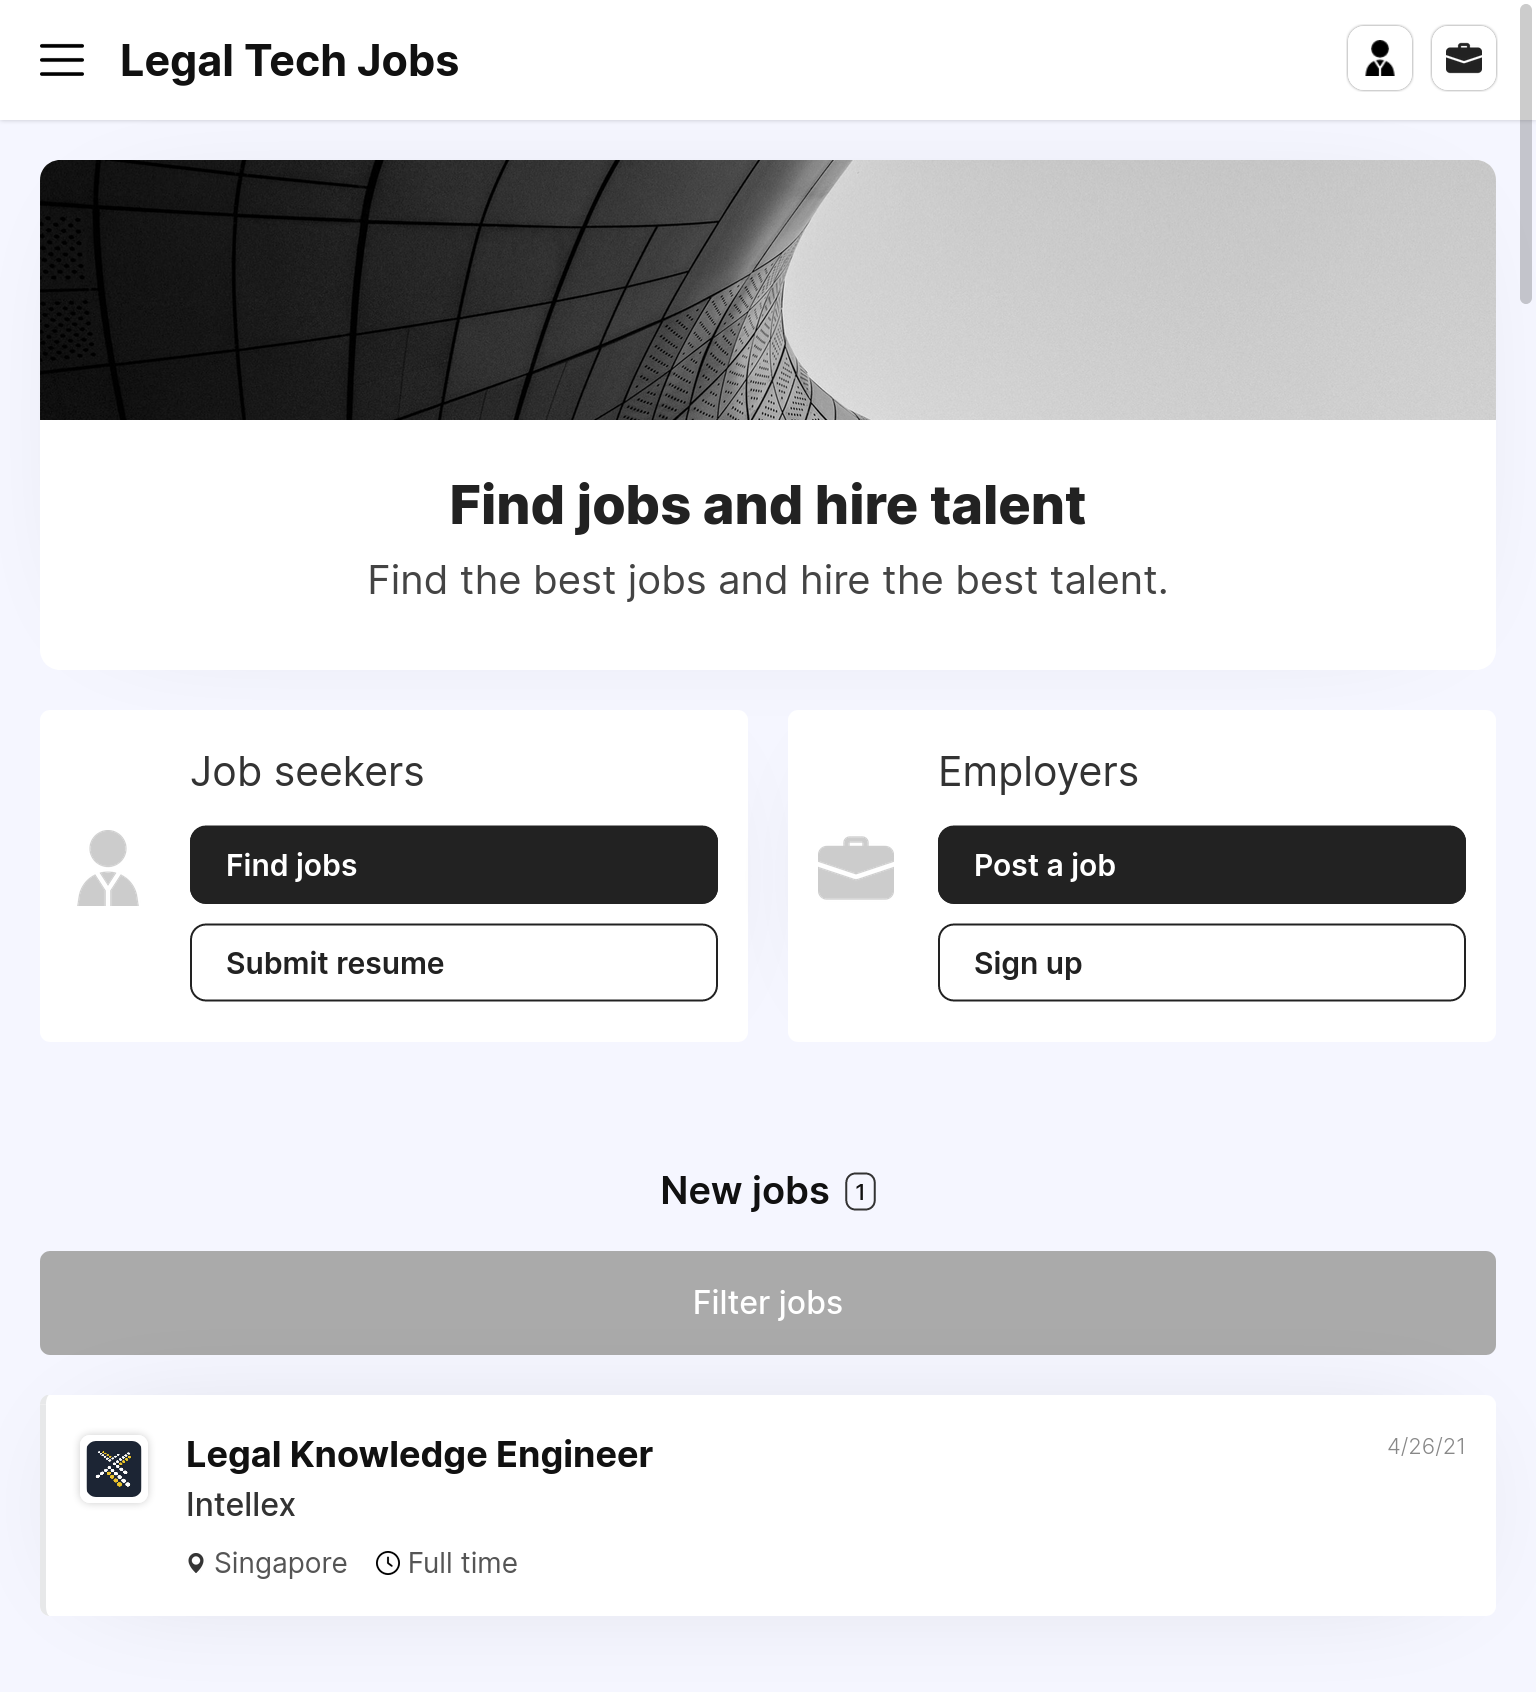 Legal Tech Jobs
Find jobs and hire talent
Find the best jobs and hire the best talent.
Job seekers
Find jobs
Submit resume
Employers
Post a job
Sign up
New jobs 1
Filter jobs
Legal Knowledge Engineer
4/26/21
Intellex
Singapore Full time